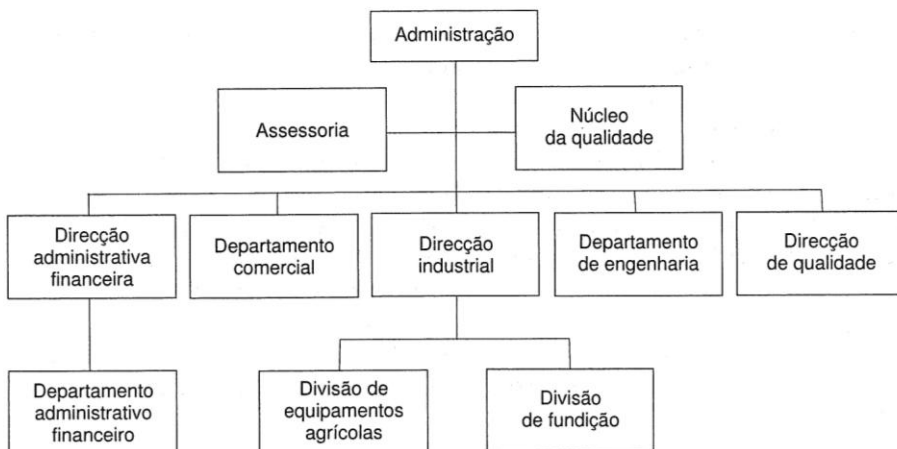 Administração
Assessoria
Núcleo
da qualidade
Direcção
administrativa
financeira
Departamento
comercial
Direcção
industrial
Departamento
de engenharia
Direcção
de qualidade
Departamento
administrativo
financeiro
Divisão de
equipamentos
agrícolas
Divisão
de fundição